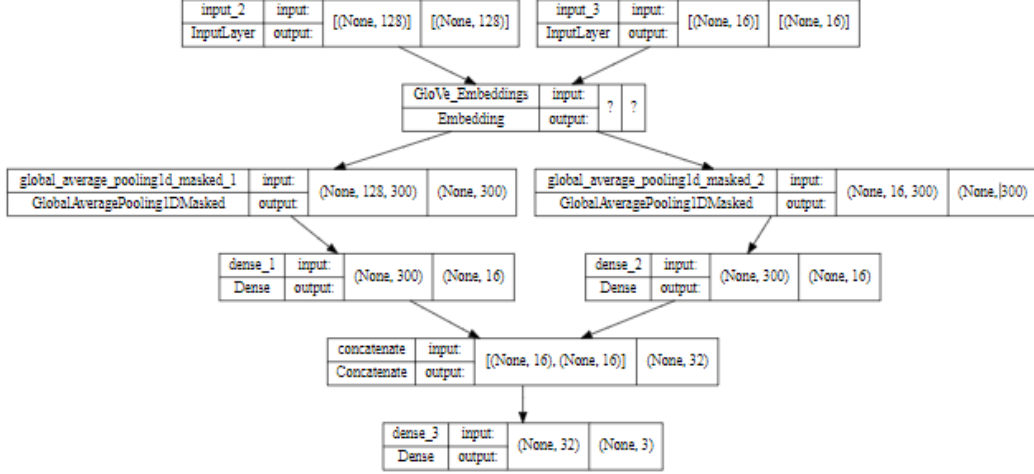 input_2 input: [(None, 128)] [(None, 128)]
InputLayer output:
input_3 input: [(None, 16)] [(None, 16)]
InputLayer output:
GloVe_Embeddings input: ? ?
Embedding output:
global_average_pooling1d_masked_1 input: (None, 128, 300) (None, 300)
GlobalAveragePooling1DMasked output:
global_average_pooling1d_masked_2 input: (None, 16, 300) (None, 300)
GlobalAveragePooling1DMasked output:
dense_1 input: (None, 300) (None, 16)
Dense output:
dense_2 input: (None, 300) (None, 16)
Dense output:
concatenate input: [(None, 16), (None, 16)] (None, 32)
Concatenate output:
dense_3 input: (None, 32) (None, 3)
Dense output: